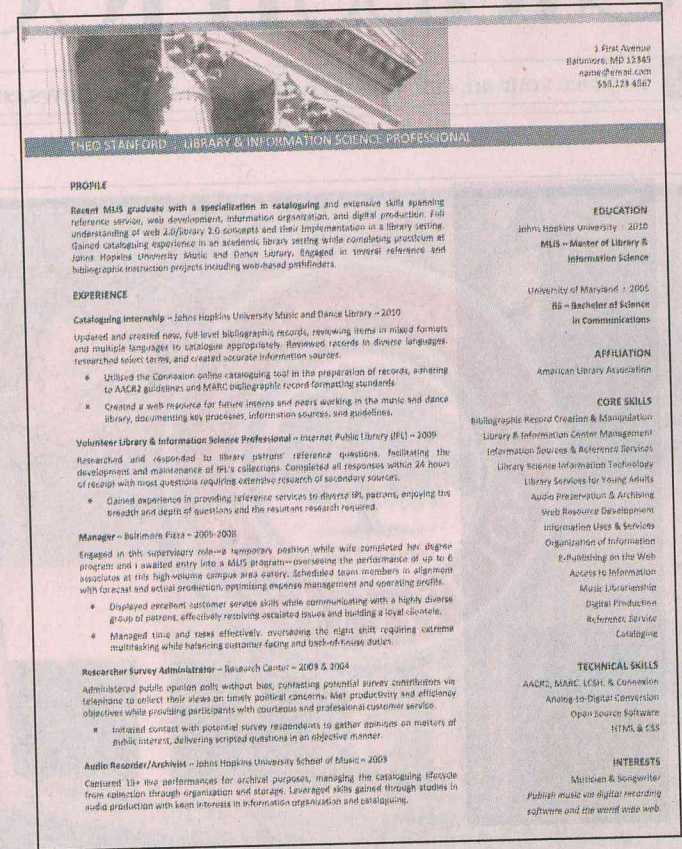 1 First Avenue
Baltimore, MD 12345
name@email.com
555.123.4567
THEO STANFORD : LIBRARY & INFORMATION SCIENCE PROFESSIONAL
PROFILE
Recent MLIS graduate with a specialization in cataloguing and extensive skills spanning
reference service, web development, information organization, and digital production. Full
understanding of web 2.0/library 2.0 concepts and their implementation in a library setting.
Gained cataloguing experience in an academic library setting while completing practicum at
Johns Hopkins University Music and Dance Library. Engaged in several reference and
bibliographic instruction projects including web-based pathfinders.
EXPERIENCE
Cataloguing Internship – Johns Hopkins University Music and Dance Library – 2010
Updated and created new, full-level bibliographic records, reviewing items in mixed formats
and multiple languages to catalogue appropriately. Reviewed records in diverse languages,
researched select terms, and created accurate information sources.
Utilized the Connexion online cataloguing tool in the preparation of records, adhering
to AACR2 guidelines and MARC bibliographic record formatting standards
Created a web resource for future interns and peers working in the music and dance
library, documenting key processes, information sources, and guidelines.
Volunteer Library & Information Science Professional – Internet Public Library (IPL) – 2009
Researched and responded to library patrons' reference questions, facilitating the
development and maintenance of IPL's collections. Completed all responses within 24 hours
of receipt with most questions requiring extensive research of secondary sources.
Gained experience in providing reference services to diverse IPL patrons, enjoying the
breadth and depth of questions and the resultant research required.
Manager – Baltimore Pizza – 2005-2008
Engaged in this supervisory role—a temporary position while wife completed her degree
program and I awaited entry into a MLIS program—overseeing the performance of up to 6
associates at this high-volume campus area eatery. Scheduled team members in alignment
with forecast and actual production, optimizing expense management and operating profits.
Displayed excellent customer service skills while communicating with a highly diverse
group of patrons, effectively resolving escalated issues and building a loyal clientele.
Managed time and tasks effectively, overseeing the night shift requiring extreme
multitasking while balancing customer-facing and back-of-house duties.
Researcher Survey Administrator – Research Center – 2003 & 2004
Administered public opinion polls without bias, contacting potential survey contributors via
telephone to collect their views on timely political concerns. Met productivity and efficiency
objectives while providing participants with courteous and professional customer service.
Initiated contact with potential survey respondents to gather opinions on matters of
public interest, delivering scripted questions in an objective manner.
Audio Recorder/Archivist – Johns Hopkins University School of Music – 2003
Captured 15+ live performances for archival purposes, managing the cataloguing lifecycle
from collection through organization and storage. Leveraged skills gained through studies in
audio production with keen interests in information organization and cataloguing.
EDUCATION
Johns Hopkins University : 2010
MLIS – Master of Library &
Information Science
University of Maryland : 2005
BS – Bachelor of Science
in Communications
AFFILIATION
American Library Association
CORE SKILLS
Bibliographic Record Creation & Manipulation
Library & Information Center Management
Information Sources & Reference Services
Library Science Information Technology
Library Services for Young Adults
Audio Preservation & Archiving
Web Resource Development
Information Uses & Services
Organization of Information
E-Publishing on the Web
Access to Information
Music Librarianship
Digital Production
Reference Service
Cataloging
TECHNICAL SKILLS
AACR2, MARC, LCSH, & Connexion
Analog-to-Digital Conversion
Open Source Software
HTML & CSS
INTERESTS
Musician & Songwriter
Publish music via digital recording
software and the world wide web